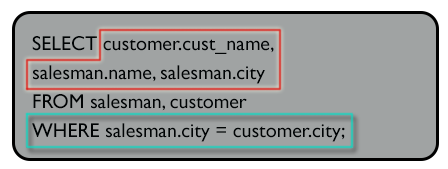 SELECT customer.cust_name,
salesman.name, salesman.city
FROM salesman, customer
WHERE salesman.city = customer.city;